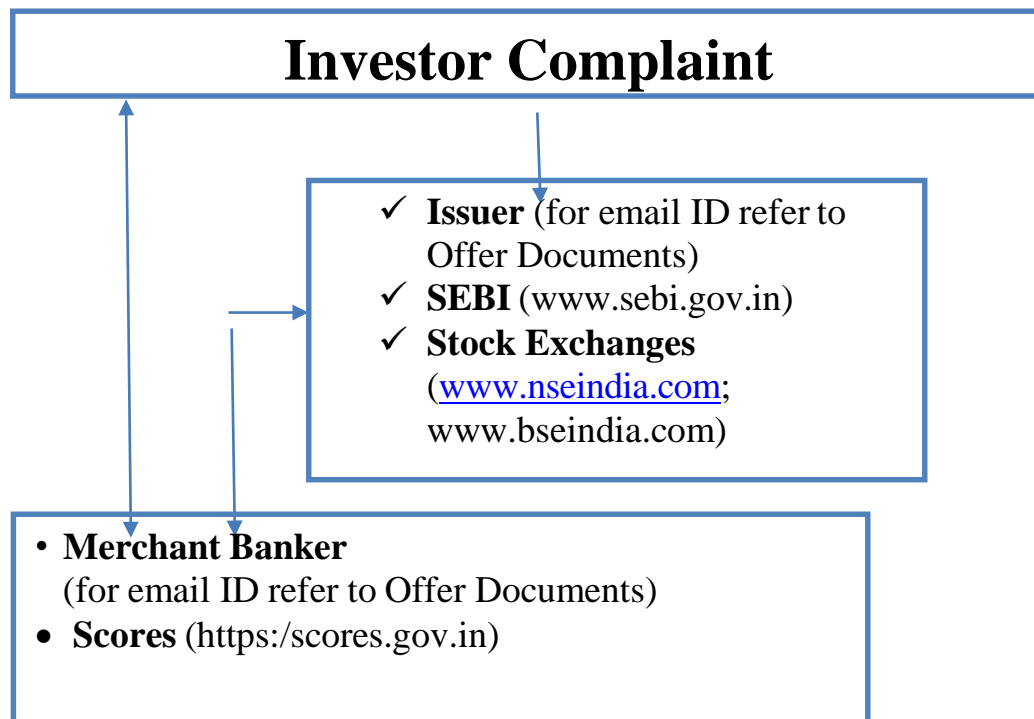 Investor Complaint
✓ Issuer (for email ID refer to
Offer Documents)
✓ SEBI (www.sebi.gov.in)
✓ Stock Exchanges
(www.nseindia.com;
www.bseindia.com)
• Merchant Banker
(for email ID refer to Offer Documents)
• Scores (https:/scores.gov.in)